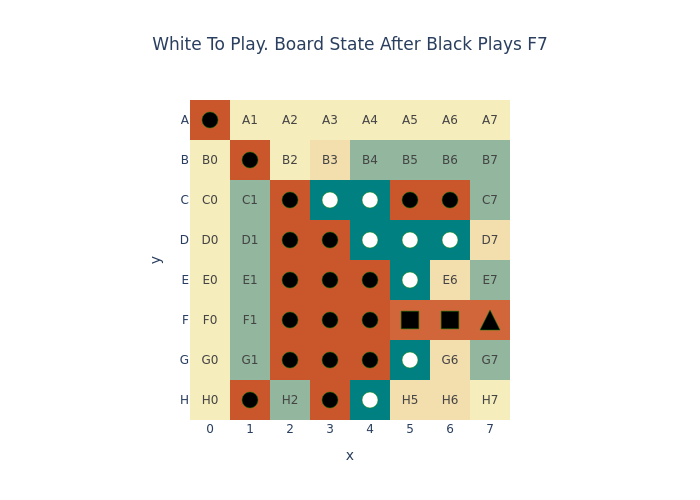 White To Play. Board State After Black Plays F7
A A1 A2 A3 A4 A5 A6 A7
B B0 B2 B3 B4 B5 B6 B7
C C0 C1 C7
D D0 D1 D7
y
E E0 E1 E6 E7
F F0 F1
G G0 G1 G6 G7
H H0 H2 H5 H6 H7
0 1 2 3 4 5 6 7
x